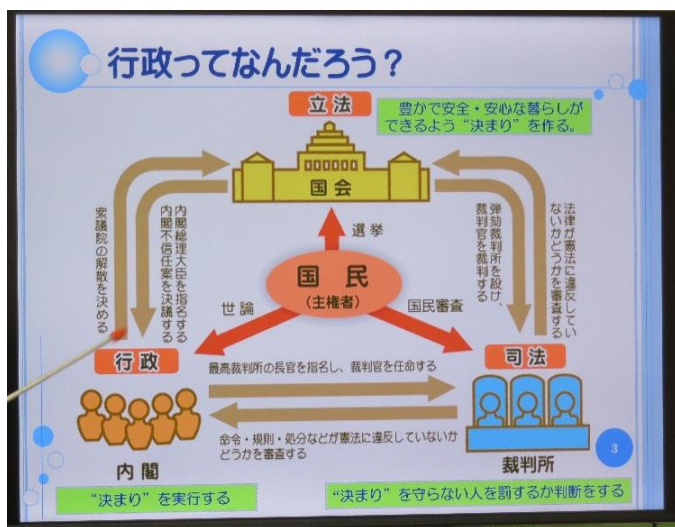 行政ってなんだろう？
立法
豊かで安全・安心な暮らしが
できるよう“決まり”を作る。
国会
衆議院の解散を決める
内閣総理大臣を指名する
内閣不信任案を決議する
選挙
弾劾裁判所を設け、
裁判官を裁判する
法律が憲法に違反してい
ないかどうかを審査する
国民
（主権者）
世論
国民審査
行政
司法
最高裁判所の長官を指名し、裁判官を任命する
命令・規則・処分などが憲法に違反していないか
どうかを審査する
内閣
裁判所
3
“決まり”を実行する
“決まり”を守らない人を罰するか判断をする